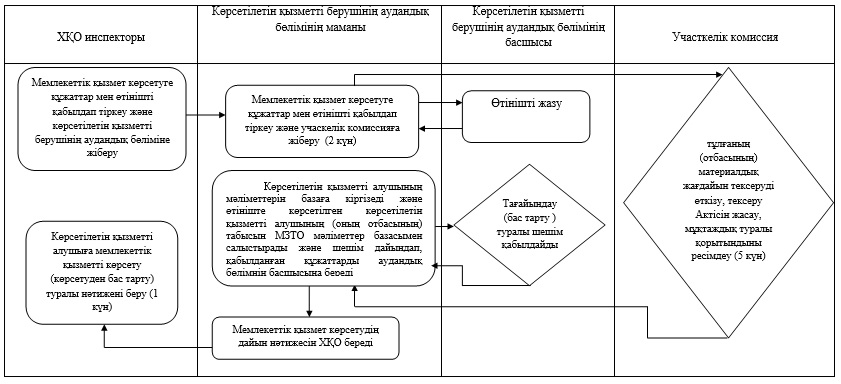 ХҚО инспекторы
Көрсетілетін қызметті берушінің аудандық
бөлімінің маманы
Көрсетілетін қызметті
берушінің аудандық бөлімінің
басшысы
Участкелік комиссия
Мемлекеттік қызмет көрсетуге
құжаттар мен өтінішті
қабылдап тіркеу және
көрсетілетін қызметті
берушінің аудандық бөліміне
жіберу
Мемлекеттік қызмет көрсетуге
құжаттар мен өтінішті қабылдап
тіркеу және учаскелік комиссияға
жіберу (2 күн)
Өтінішті жазу
тұлғаның
(отбасының)
материалдық
жағдайын тексеруді
өткізу, тексеру
Актісін жасау,
мұқтаждық туралы
қорытындыны
ресімдеу (5 күн)
Көрсетілетін қызметті алушының
мәліметтерін базаға кіргізеді және
өтініште көрсетілген көрсетілетін
қызметті алушының (оның отбасының)
табысын МЗТО мәліметтер базасымен
салыстырады және шешім дайындап,
қабылданған құжаттарды аудандық
бөлімнін басшысына береді
Тағайындау
(бас тарту )
туралы шешім
қабылдайды
Көрсетілетін қызметті
алушыға мемлекеттік
қызметті көрсету
(көрсетуден бас тарту)
туралы нәтижені беру (1
күн)
Мемлекеттік қызмет көрсетудің
дайын нәтижесін ХҚО береді